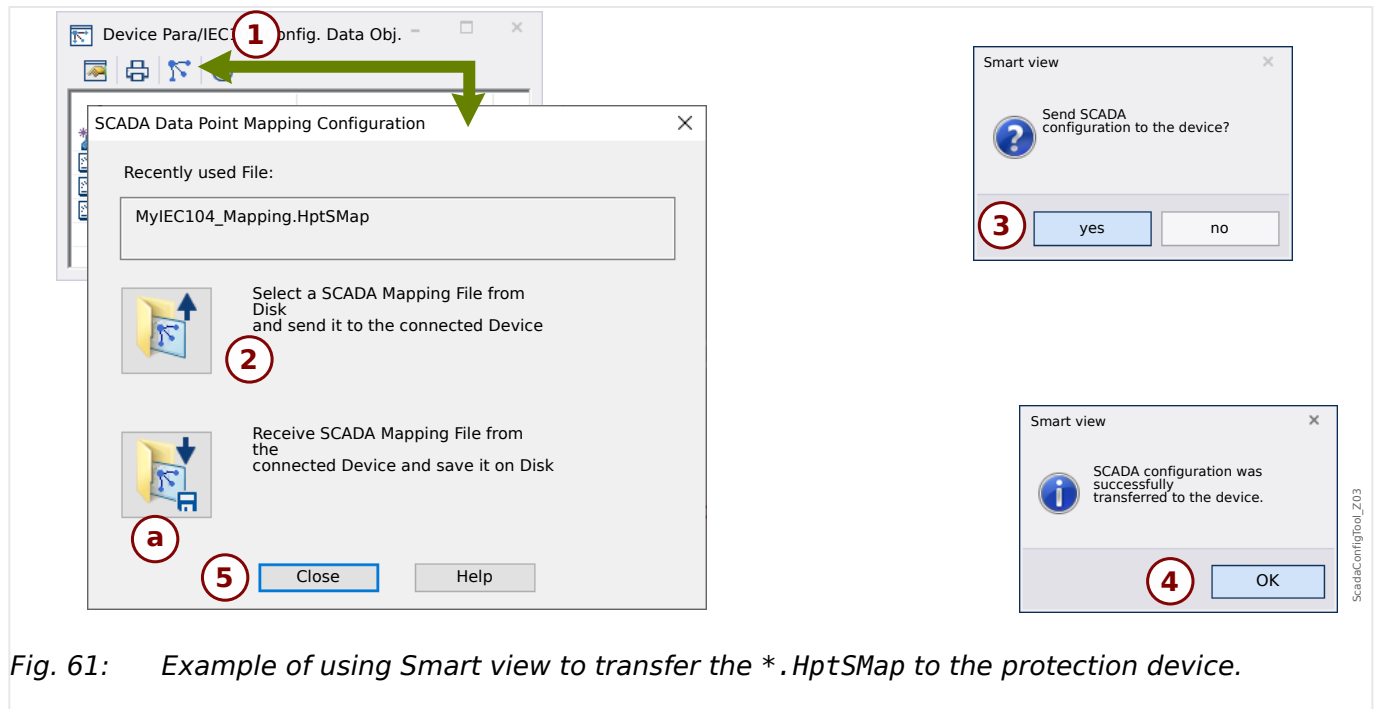 Device Para/IEC1 1 onfig. Data Obj.
SCADA Data Point Mapping Configuration
Recently used File:
MyIEC104_Mapping.HptSMap
Select a SCADA Mapping File from
Disk
and send it to the connected Device
2
Receive SCADA Mapping File from
the
connected Device and save it on Disk
a
5 Close Help
Smart view
Send SCADA
configuration to the device?
3 yes no
Smart view
SCADA configuration was
successfully
transferred to the device.
4 OK
ScadaConfigTool_Z03
Fig. 61: Example of using Smart view to transfer the *.HptSMap to the protection device.